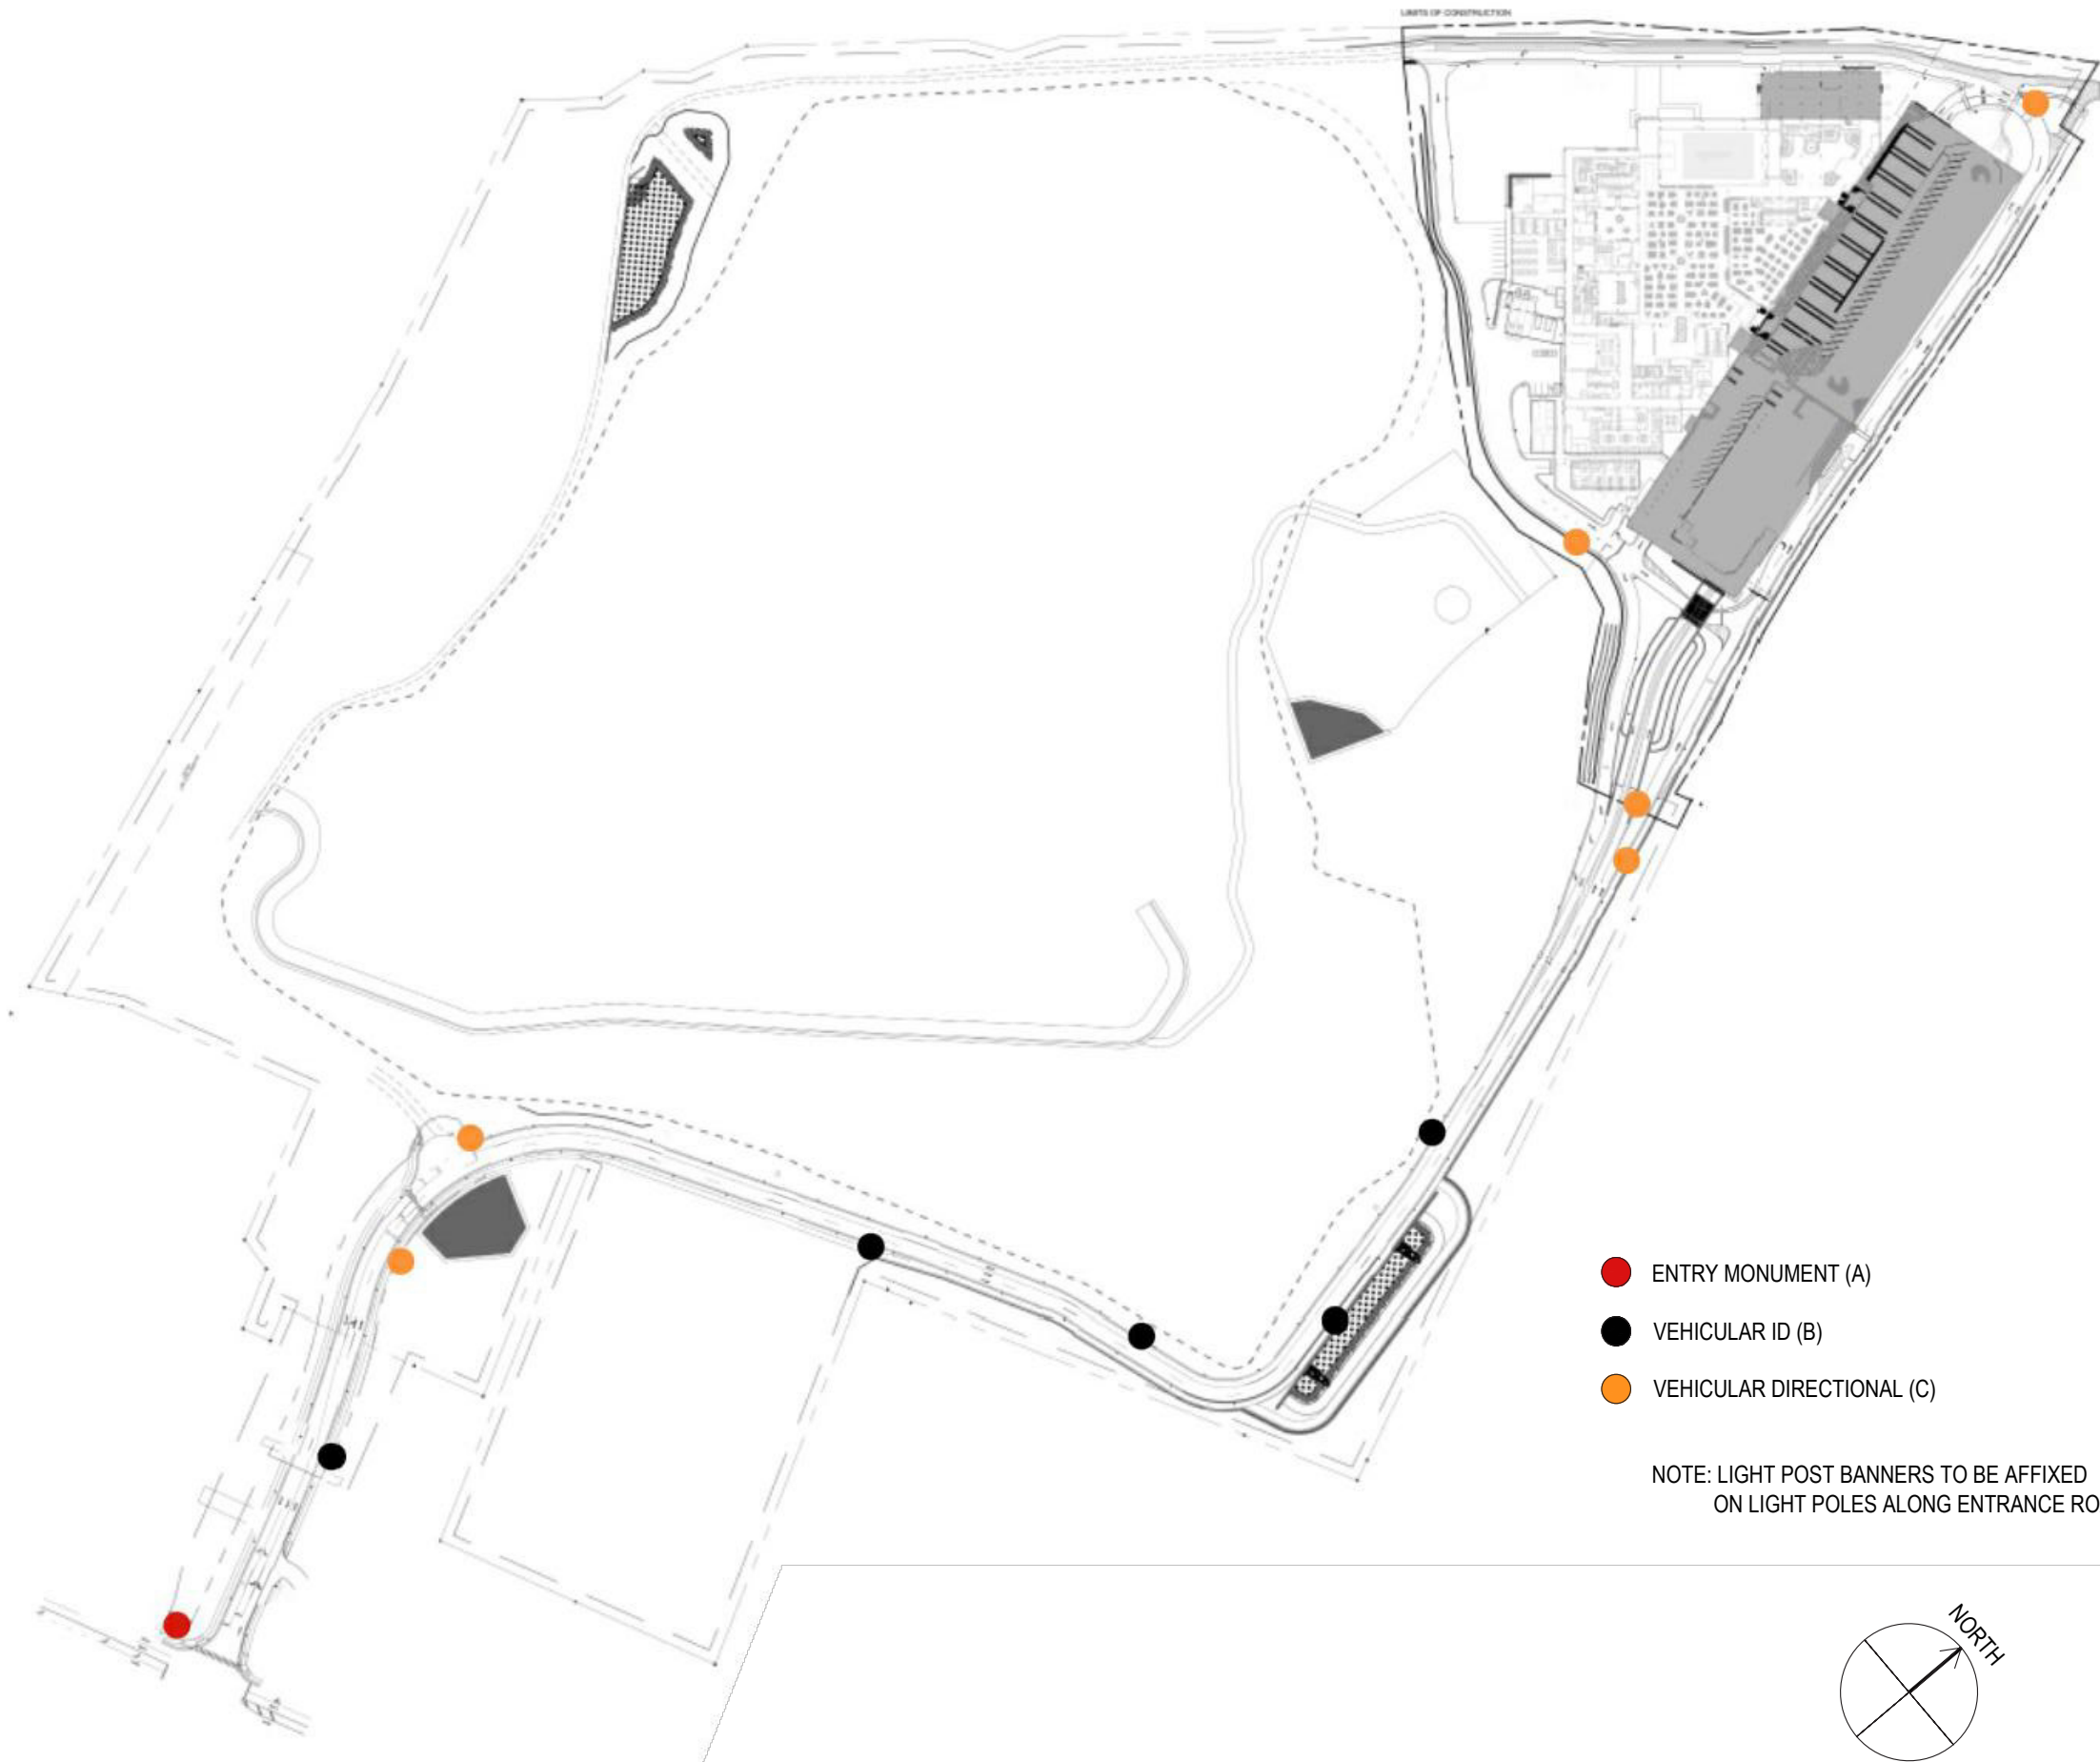 LIMITS OF CONSTRUCTION
ENTRY MONUMENT (A)
VEHICULAR ID (B)
VEHICULAR DIRECTIONAL (C)
NOTE: LIGHT POST BANNERS TO BE AFFIXED
ON LIGHT POLES ALONG ENTRANCE RO
NORTH